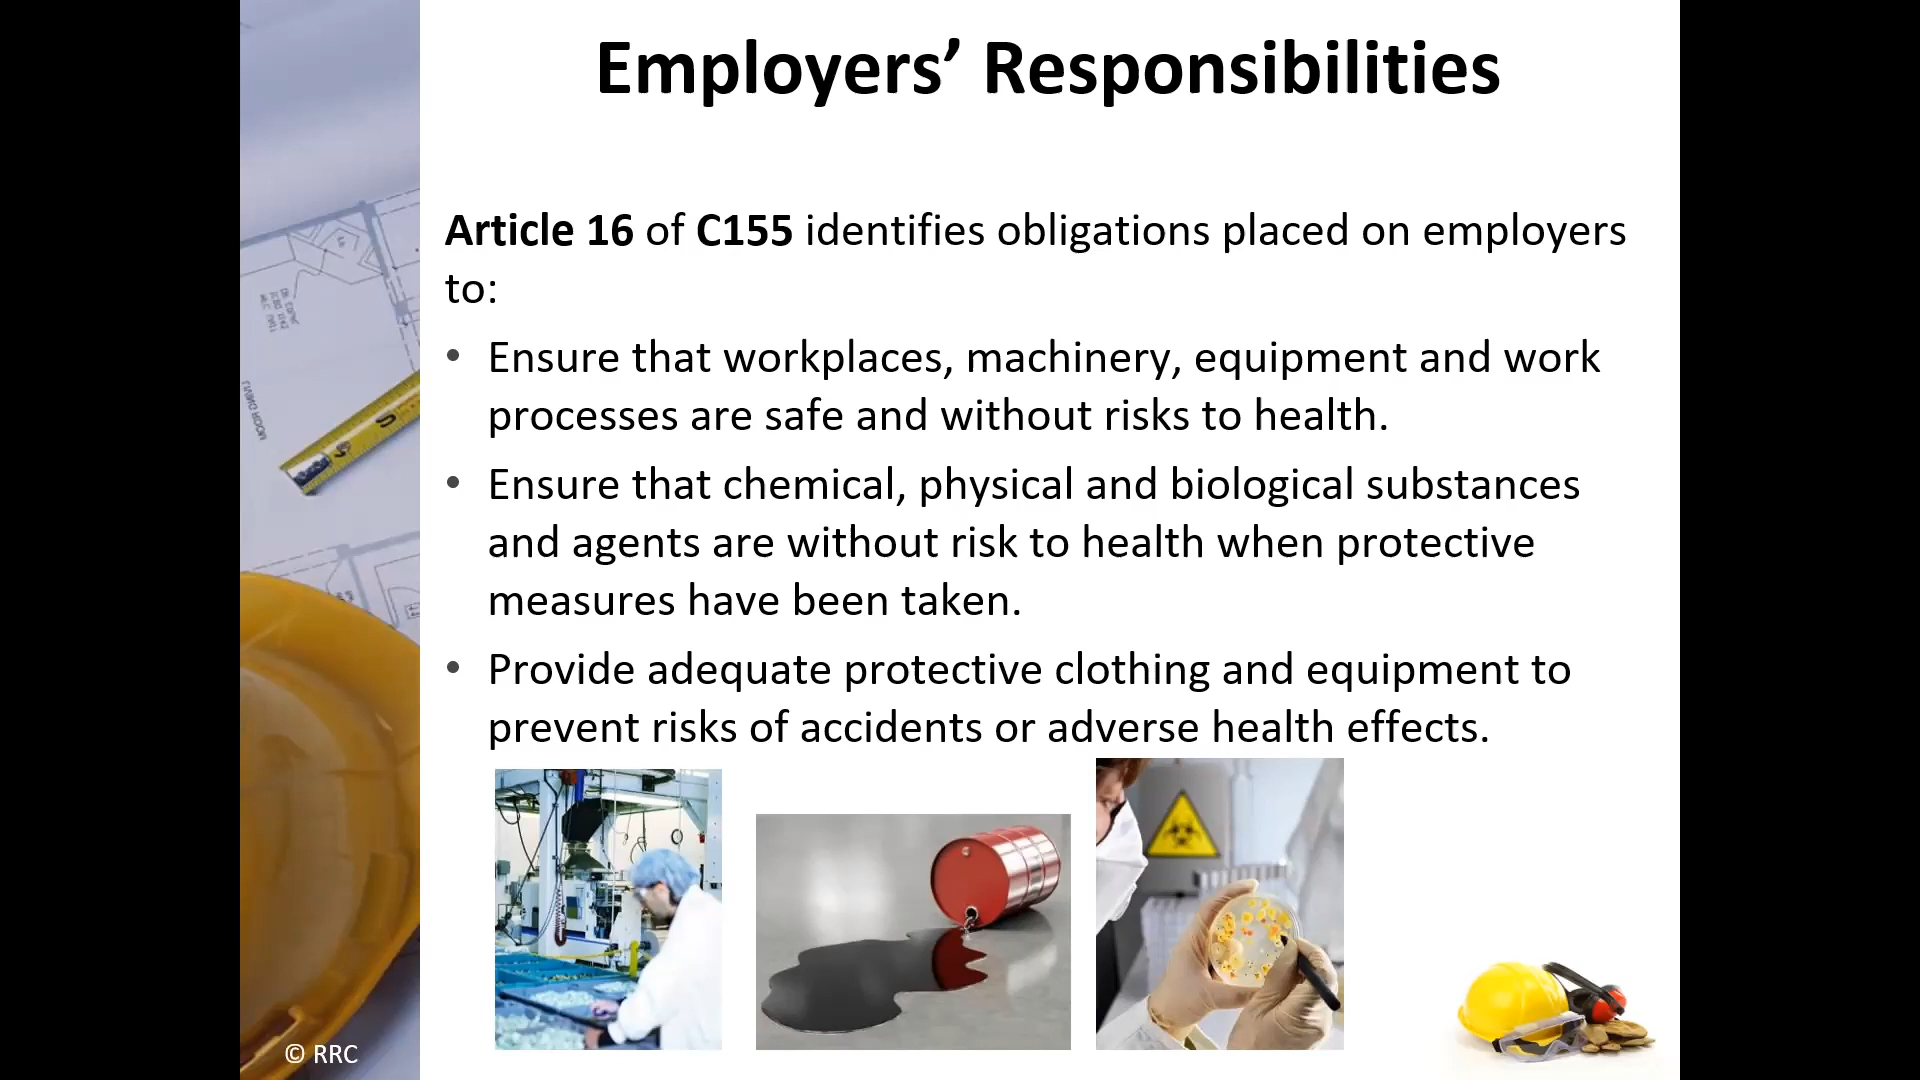 Employers’ Responsibilities
Article 16 of C155 identifies obligations placed on employers
to:
• Ensure that workplaces, machinery, equipment and work
processes are safe and without risks to health.
• Ensure that chemical, physical and biological substances
and agents are without risk to health when protective
measures have been taken.
• Provide adequate protective clothing and equipment to
prevent risks of accidents or adverse health effects.
© RRC